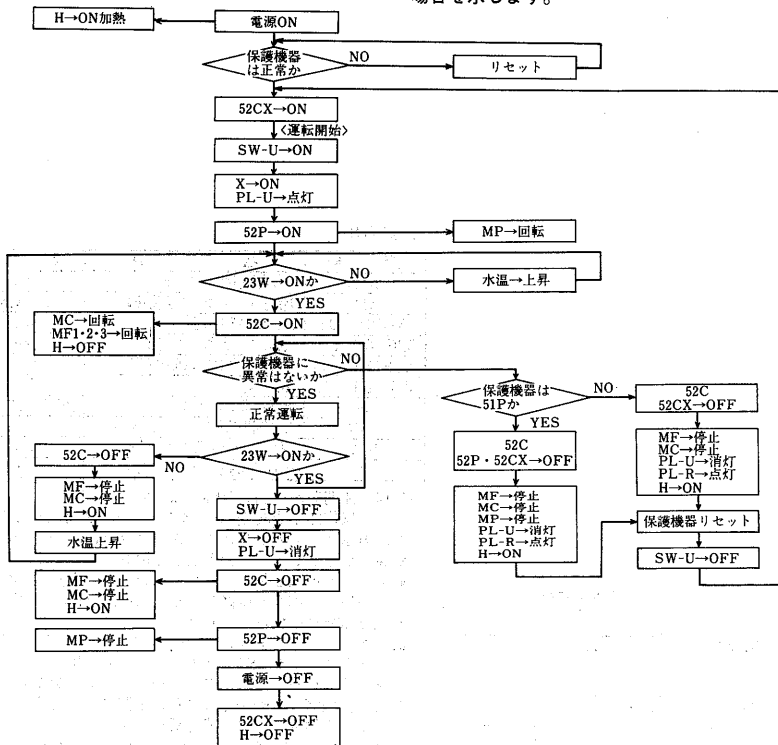 場合を示します。
H→ON加熱
電源ON
保護機器
は正常か
NO
リセット
52CX→ON
〈運転開始〉
SW-U→ON
X→ON
PL-U→点灯
52P→ON
MP→回転
23W→ONか
NO
水温→上昇
YES
52C→ON
MC→回転
MF1・2・3→回転
H→OFF
保護機器に
異常はないか
NO
YES
正常運転
23W→ONか
NO
YES
52C→OFF
MF→停止
MC→停止
H→ON
水温上昇
SW-U→OFF
X→OFF
PL-U→消灯
52C→OFF
MF→停止
MC→停止
H→ON
52P→OFF
MP→停止
電源→OFF
52CX→OFF
H→OFF
保護機器は
51Pか
NO
YES
52C
52P・52CX→OFF
MF→停止
MC→停止
MP→停止
PL-U→消灯
PL-R→点灯
H→ON
52C
52CX→OFF
MF→停止
MC→停止
PL-U→消灯
PL-R→点灯
H→ON
保護機器リセット
SW-U→OFF